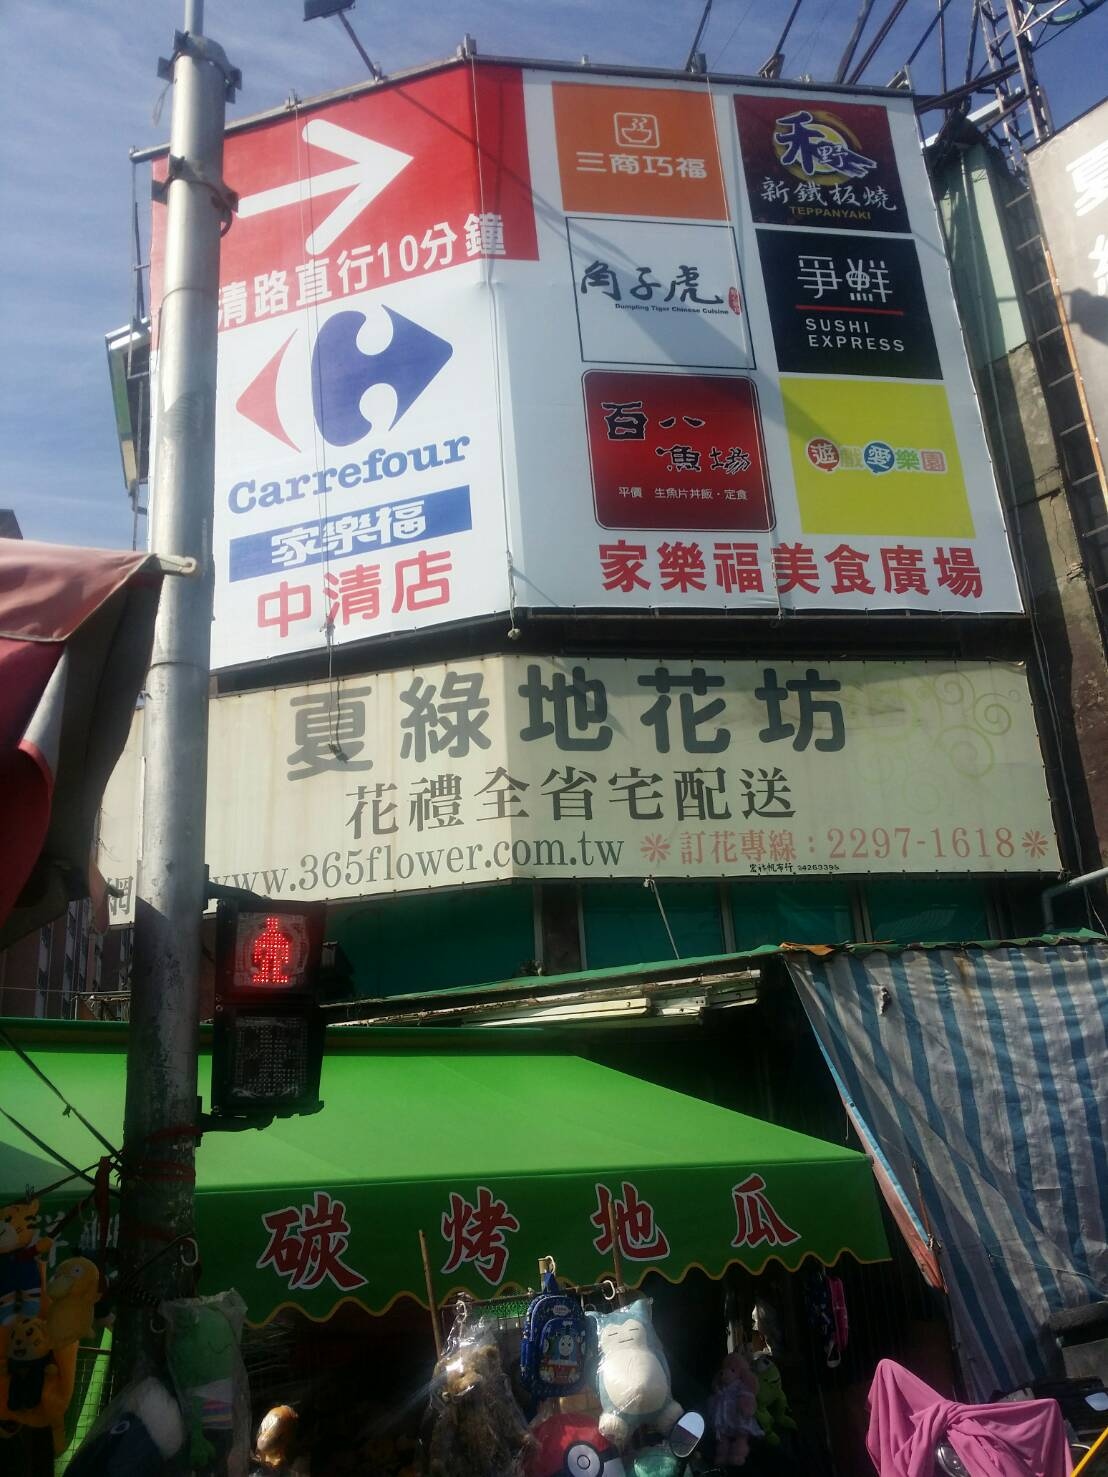 清路直行10分鐘
Carrefour
家樂福
中清店
三商巧福
禾野
新鐵板燒
TEPPANYAKI
角子虎
Dumpling Tiger Chinese Cuisine
爭鮮
SUSHI
EXPRESS
百八
魚場
平價 生魚片丼飯·定食
遊戲愛樂園
家樂福美食廣場
夏綠地花坊
花禮全省宅配送
www.365flower.com.tw
訂花專線：2297-1618
碳烤地瓜